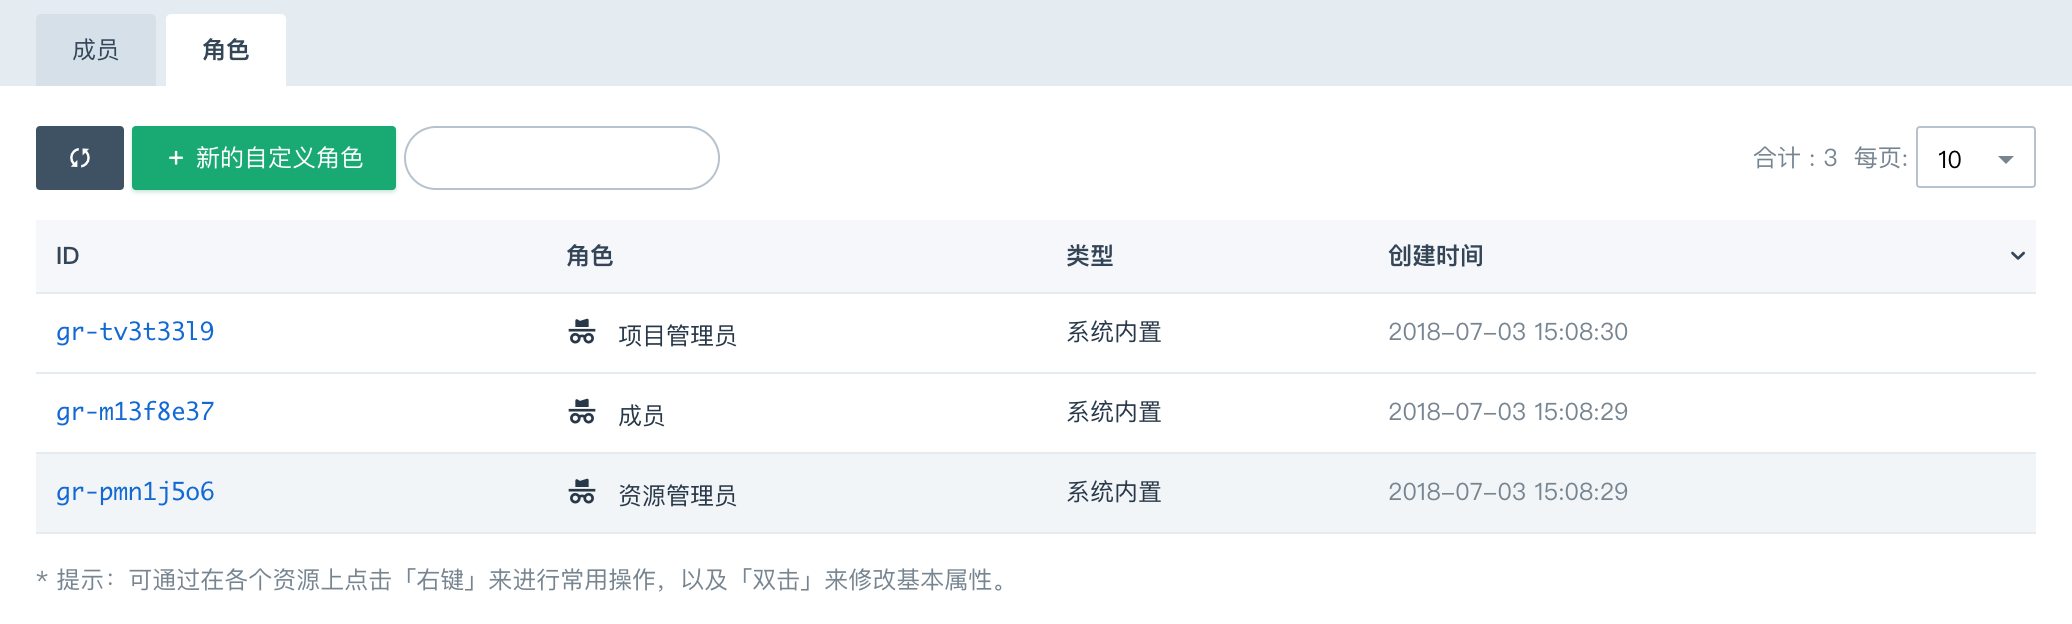 成员 角色
+ 新的自定义角色 合计：3 每页: 10
ID 角色 类型 创建时间
gr-tv3t33l9 项目管理员 系统内置 2018-07-03 15:08:30
gr-m13f8e37 成员 系统内置 2018-07-03 15:08:29
gr-pmn1j5o6 资源管理员 系统内置 2018-07-03 15:08:29
* 提示：可通过在各个资源上点击「右键」来进行常用操作，以及「双击」来修改基本属性。